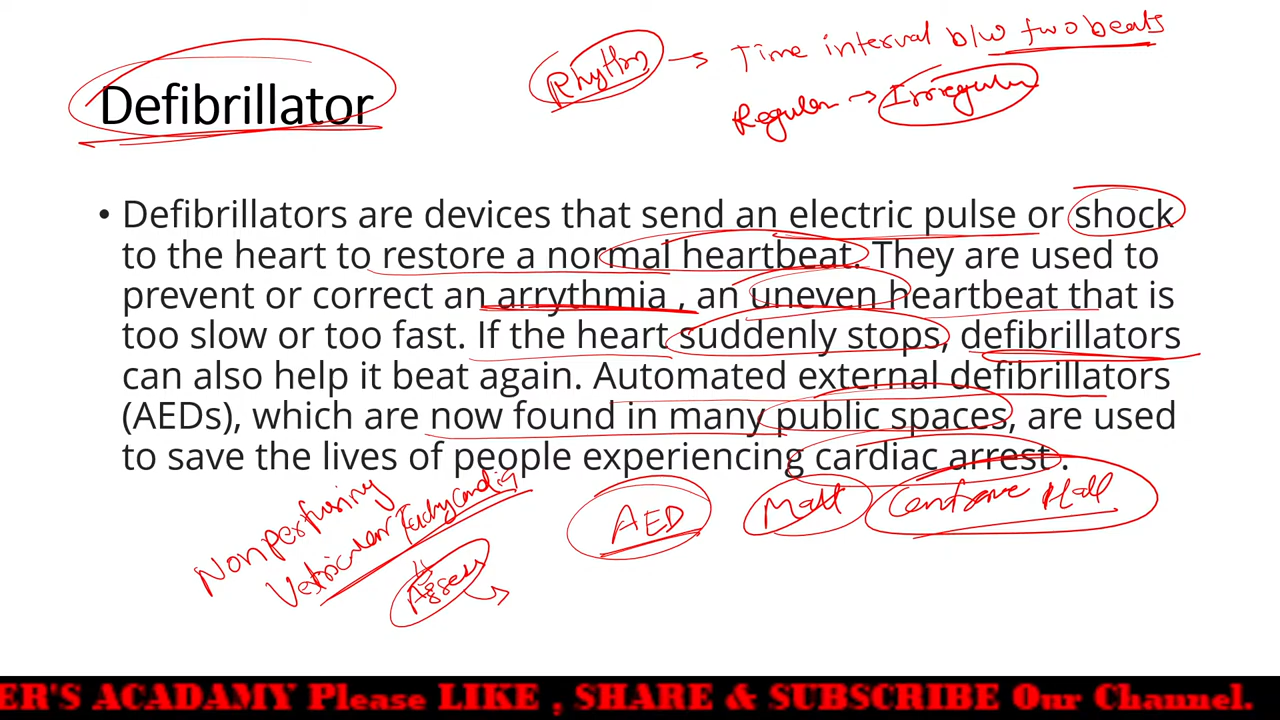 Rhythm → Time interval b/w two beats
Regular → Irregular
Defibrillator
• Defibrillators are devices that send an electric pulse or shock
to the heart to restore a normal heartbeat. They are used to
prevent or correct an arrythmia , an uneven heartbeat that is
too slow or too fast. If the heart suddenly stops, defibrillators
can also help it beat again. Automated external defibrillators
(AEDs), which are now found in many public spaces, are used
to save the lives of people experiencing cardiac arrest .
Nonperfusing
Ventricular Tachycardia
AED
Mall
Hall
ER'S ACADAMY Please LIKE , SHARE & SUBSCRIBE Our Channel.